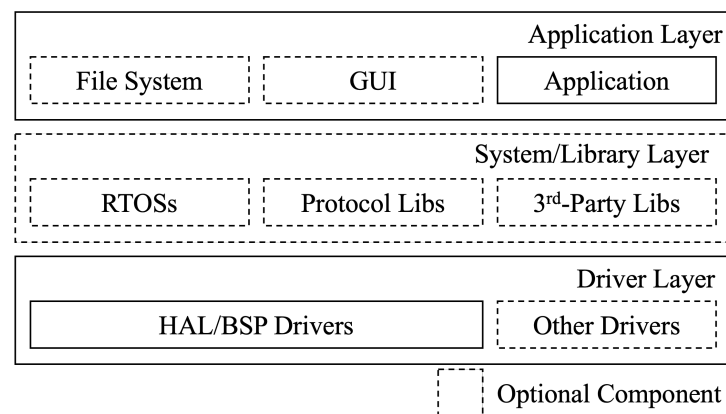 Application Layer
File System GUI Application
System/Library Layer
RTOSs Protocol Libs 3rd-Party Libs
Driver Layer
HAL/BSP Drivers Other Drivers
Optional Component